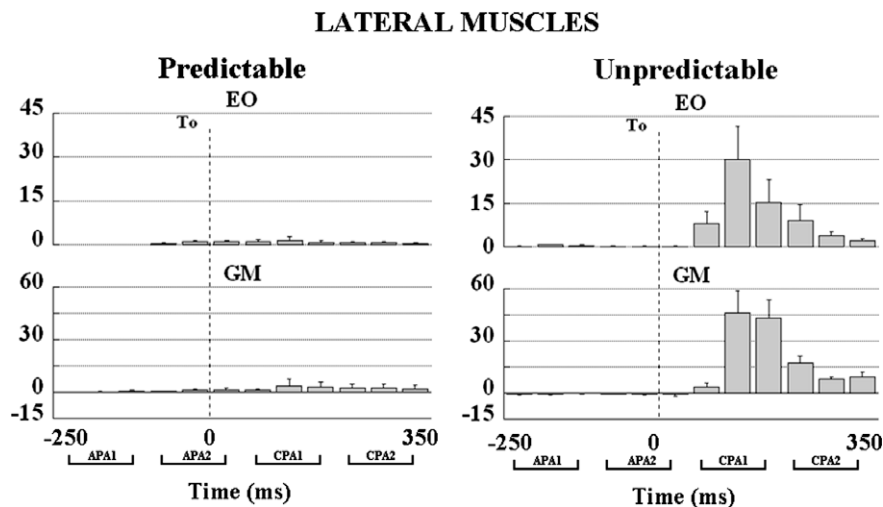 LATERAL MUSCLES
Predictable
EO
45
30
15
0
To
GM
60
30
0
-15
-250 0 350
APA1 APA2 CPA1 CPA2
Time (ms)
Unpredictable
EO
45
30
15
0
To
GM
60
30
0
-15
-250 0 350
APA1 APA2 CPA1 CPA2
Time (ms)